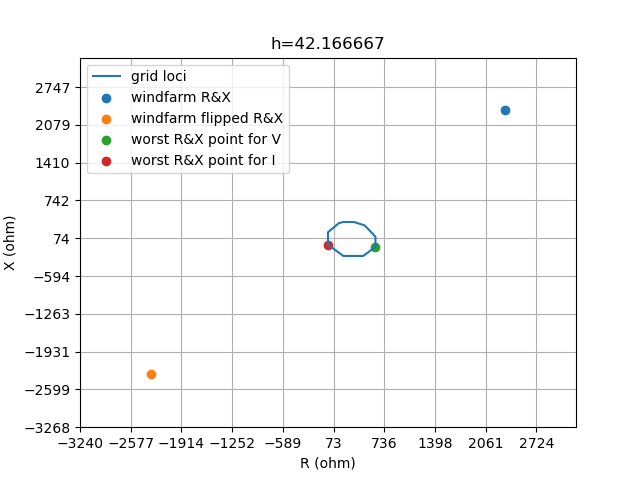 h=42.166667
grid loci
windfarm R&X
windfarm flipped R&X
worst R&X point for V
worst R&X point for I
X (ohm)
2747
2079
1410
742
74
−594
−1263
−1931
−2599
−3268
−3240 −2577 −1914 −1252 −589 73 736 1398 2061 2724
R (ohm)